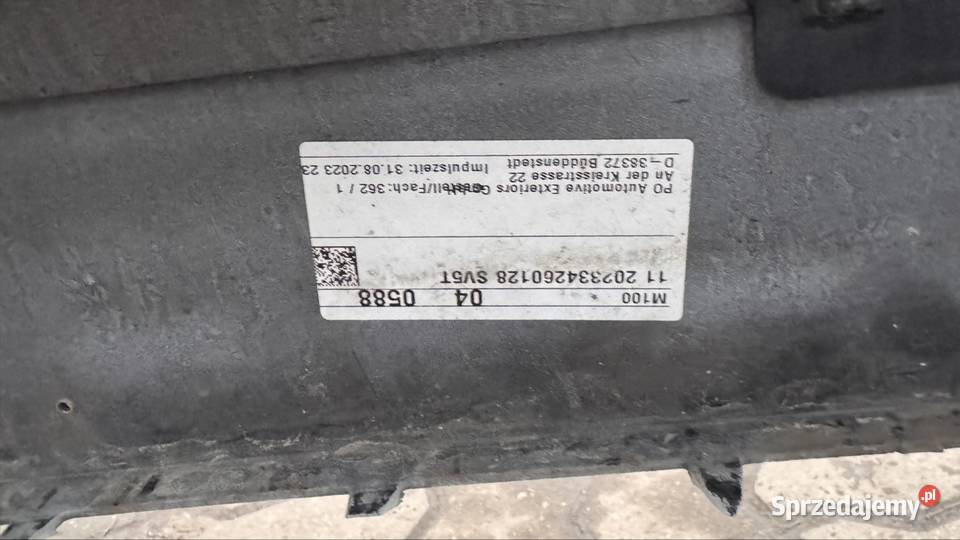 M100 04 0588
11 202334260128 SV5T
PO Automotive Exteriors GmbH Gestell/Fach: 362 / 1
An der Kreisstrasse 22
D-38372 Büddenstedt Impulszeit: 31.08.2023 23
Sprzedajemy.pl